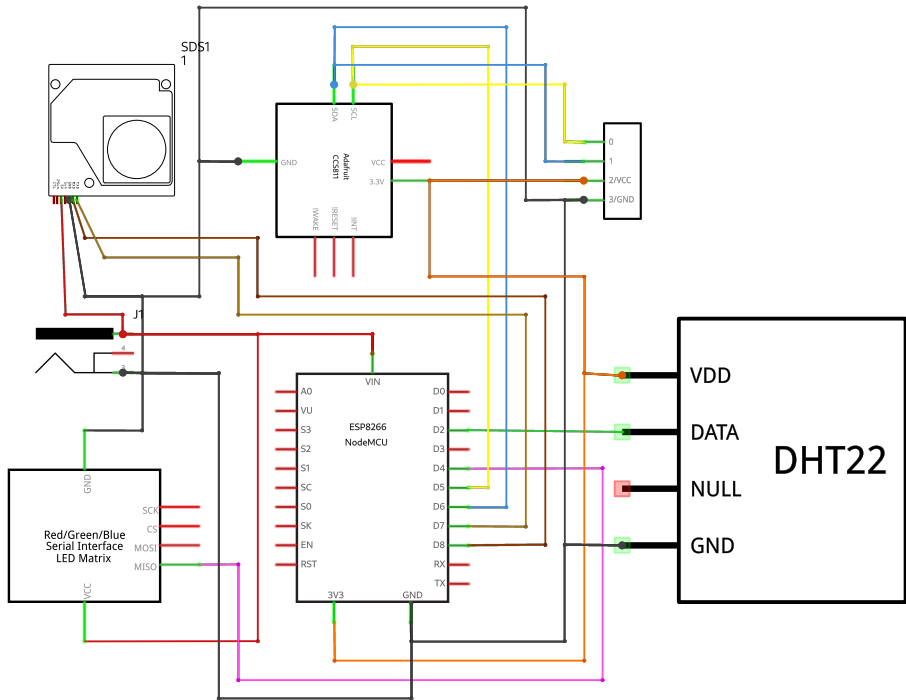 SDS1
1
SDA
SCL
GND
Adafruit
CCS811
VCC
3.3V
!WAKE
!RESET
!INT
0
1
2/VCC
3/GND
J1
4
VIN
A0
VU
S3
S2
S1
SC
S0
SK
EN
RST
ESP8266
NodeMCU
D0
D1
D2
D3
D4
D5
D6
D7
D8
RX
TX
3V3
GND
GND
Red/Green/Blue
Serial Interface
LED Matrix
SCK
CS
MOSI
MISO
VCC
VDD
DATA
NULL
GND
DHT22